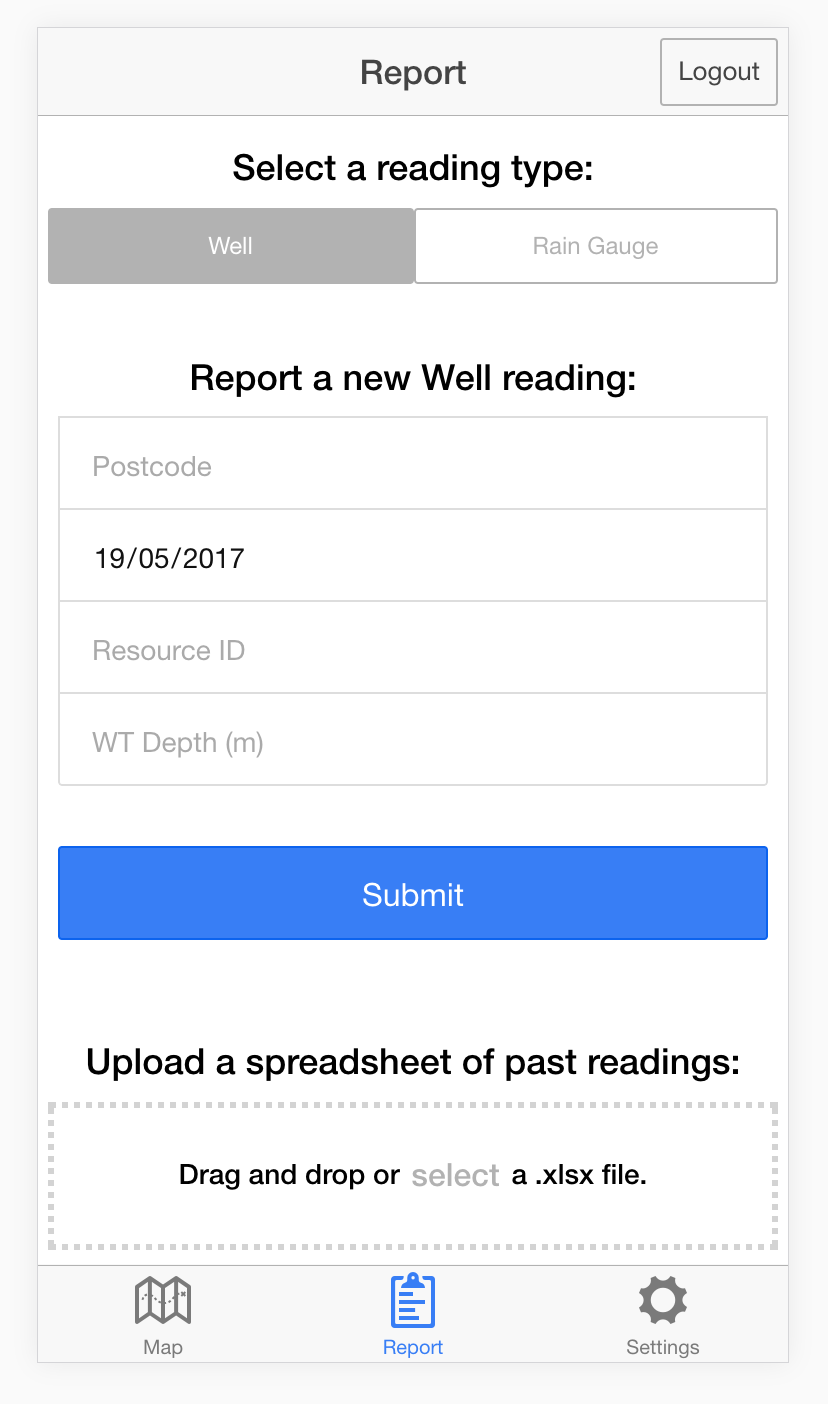 Report
Logout
Select a reading type:
Well
Rain Gauge
Report a new Well reading:
Postcode
19/05/2017
Resource ID
WT Depth (m)
Submit
Upload a spreadsheet of past readings:
Drag and drop or select a .xlsx file.
Map
Report
Settings